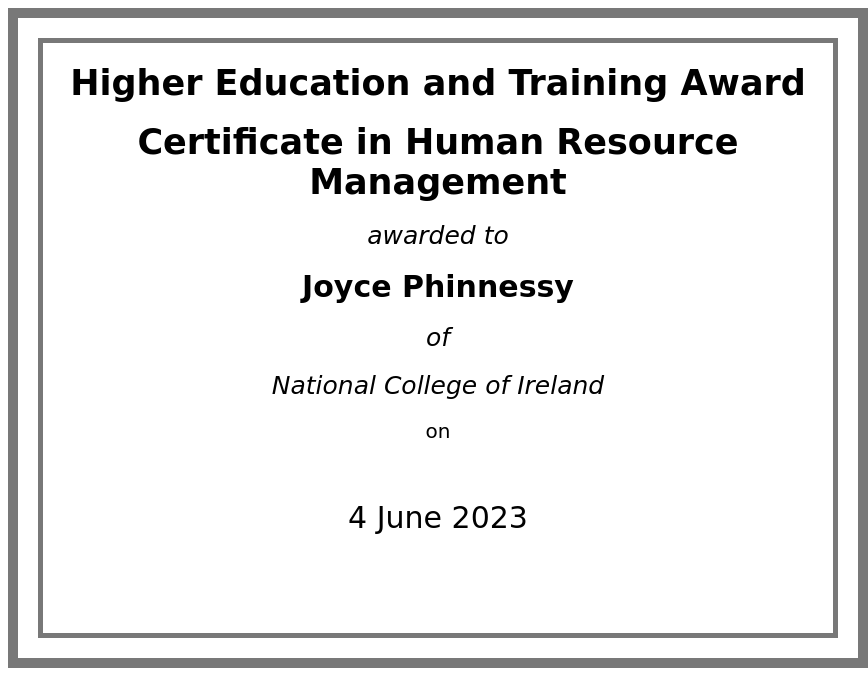 Higher Education and Training Award
Certificate in Human Resource
Management
awarded to
Joyce Phinnessy
of
National College of Ireland
on
4 June 2023